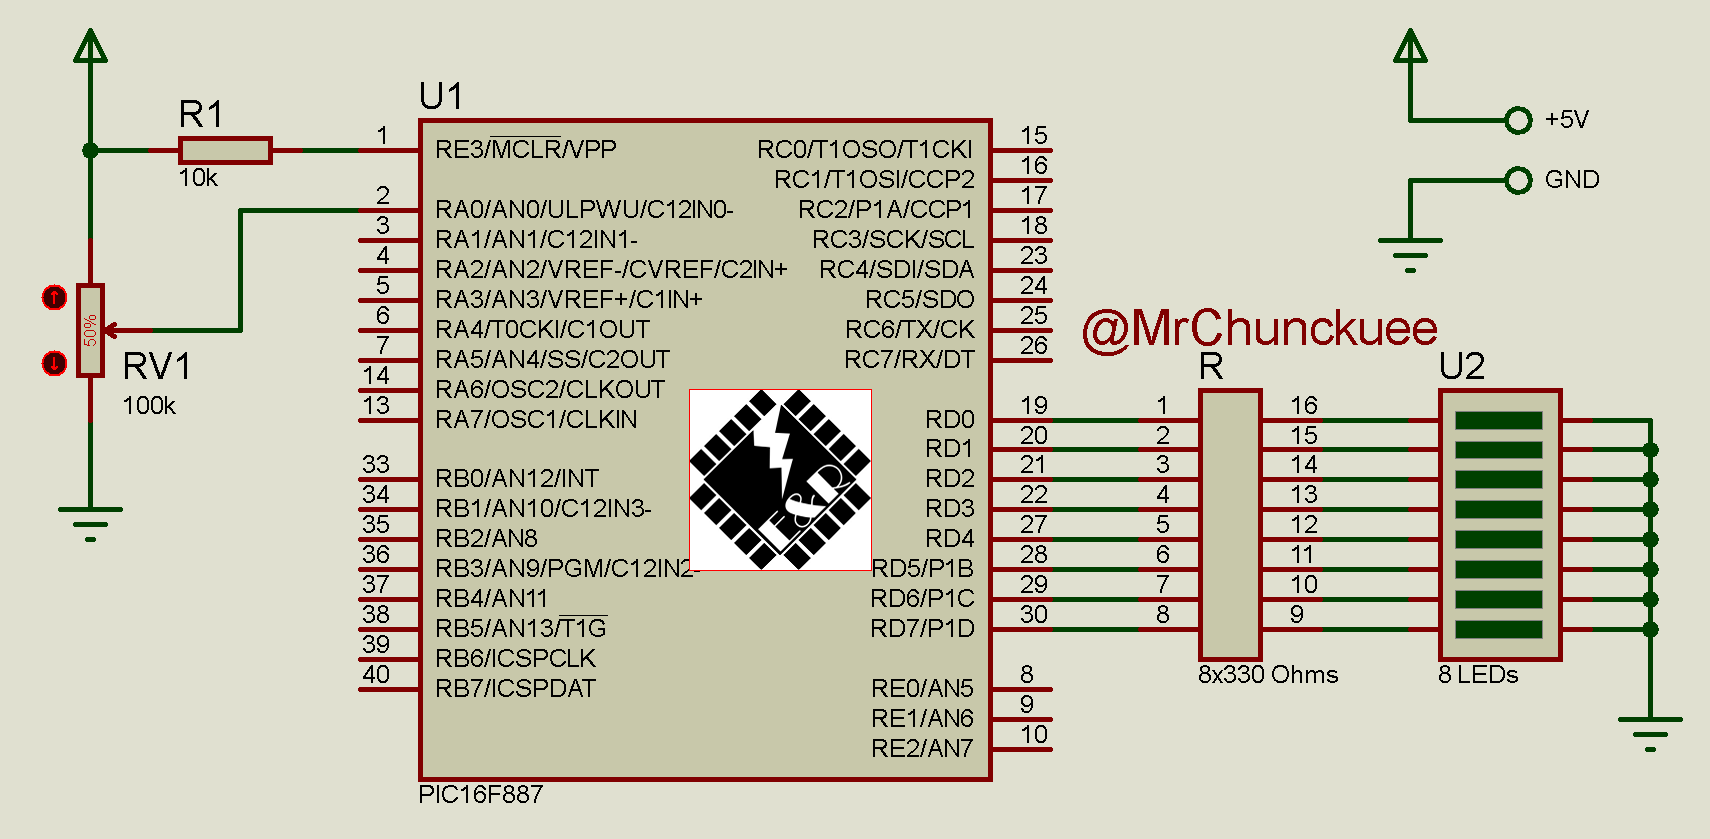 R1
10k
50%
RV1
100k
U1
1 RE3/MCLR/VPP
2 RA0/AN0/ULPWU/C12IN0-
3 RA1/AN1/C12IN1-
4 RA2/AN2/VREF-/CVREF/C2IN+
5 RA3/AN3/VREF+/C1IN+
6 RA4/T0CKI/C1OUT
7 RA5/AN4/SS/C2OUT
14 RA6/OSC2/CLKOUT
13 RA7/OSC1/CLKIN
33 RB0/AN12/INT
34 RB1/AN10/C12IN3-
35 RB2/AN8
36 RB3/AN9/PGM/C12IN2-
37 RB4/AN11
38 RB5/AN13/T1G
39 RB6/ICSPCLK
40 RB7/ICSPDAT
RC0/T1OSO/T1CKI 15
RC1/T1OSI/CCP2 16
RC2/P1A/CCP1 17
RC3/SCK/SCL 18
RC4/SDI/SDA 23
RC5/SDO 24
RC6/TX/CK 25
RC7/RX/DT 26
RD0 19
RD1 20
RD2 21
RD3 22
RD4 27
RD5/P1B 28
RD6/P1C 29
RD7/P1D 30
RE0/AN5 8
RE1/AN6 9
RE2/AN7 10
PIC16F887
E&R
+5V
GND
@MrChunckuee
R
1 16
2 15
3 14
4 13
5 12
6 11
7 10
8 9
8x330 Ohms
U2
8 LEDs